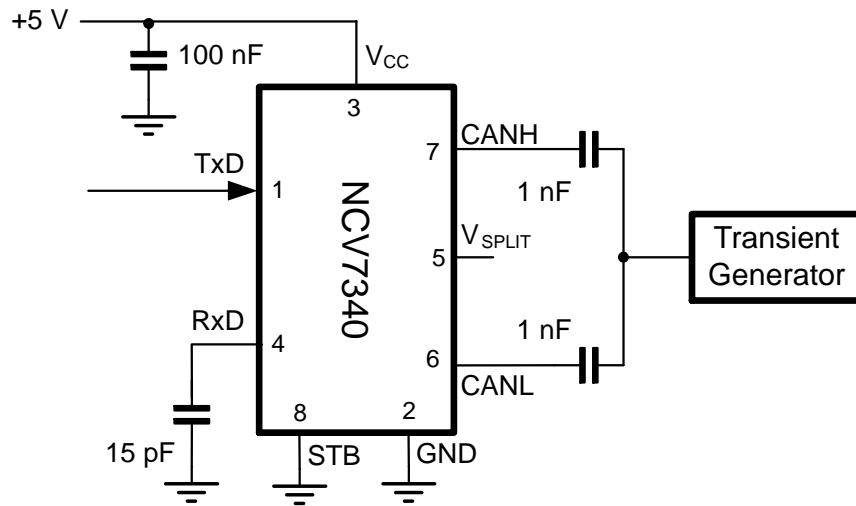 +5 V
100 nF
VCC
3
CANH
7
1 nF
TxD
1
NCV7340
VSPLIT
5
Transient
Generator
RxD
4
1 nF
6
CANL
8
2
15 pF
STB
GND